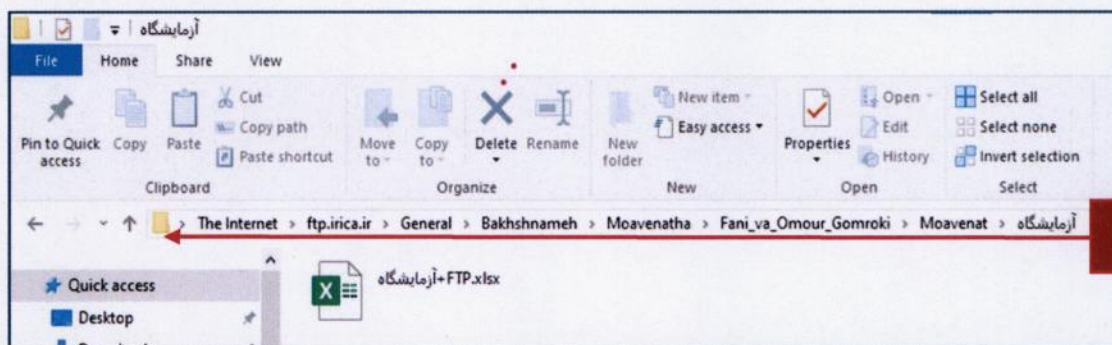 آزمایشگاه
File Home Share View
Pin to Quick access
Copy
Paste
Cut
Copy path
Paste shortcut
Clipboard
Move to
Copy to
Delete
Rename
Organize
New folder
New item
Easy access
New
Properties
Open
Edit
History
Open
Select all
Select none
Invert selection
Select
The Internet > ftp.irica.ir > General > Bakhshnameh > Moavenatha > Fani_va_Omour_Gomroki > Moavenat > آزمایشگاه
Quick access
آزمایشگاه+FTP.xlsx
Desktop